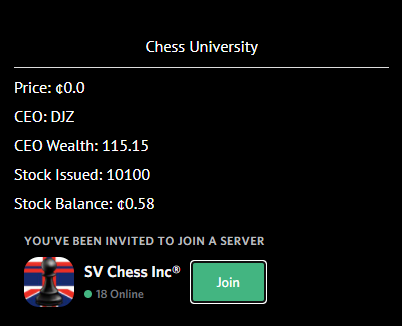 Chess University
Price: ¢0.0
CEO: DJZ
CEO Wealth: 115.15
Stock Issued: 10100
Stock Balance: ¢0.58
YOU'VE BEEN INVITED TO JOIN A SERVER
SV Chess Inc®
18 Online
Join